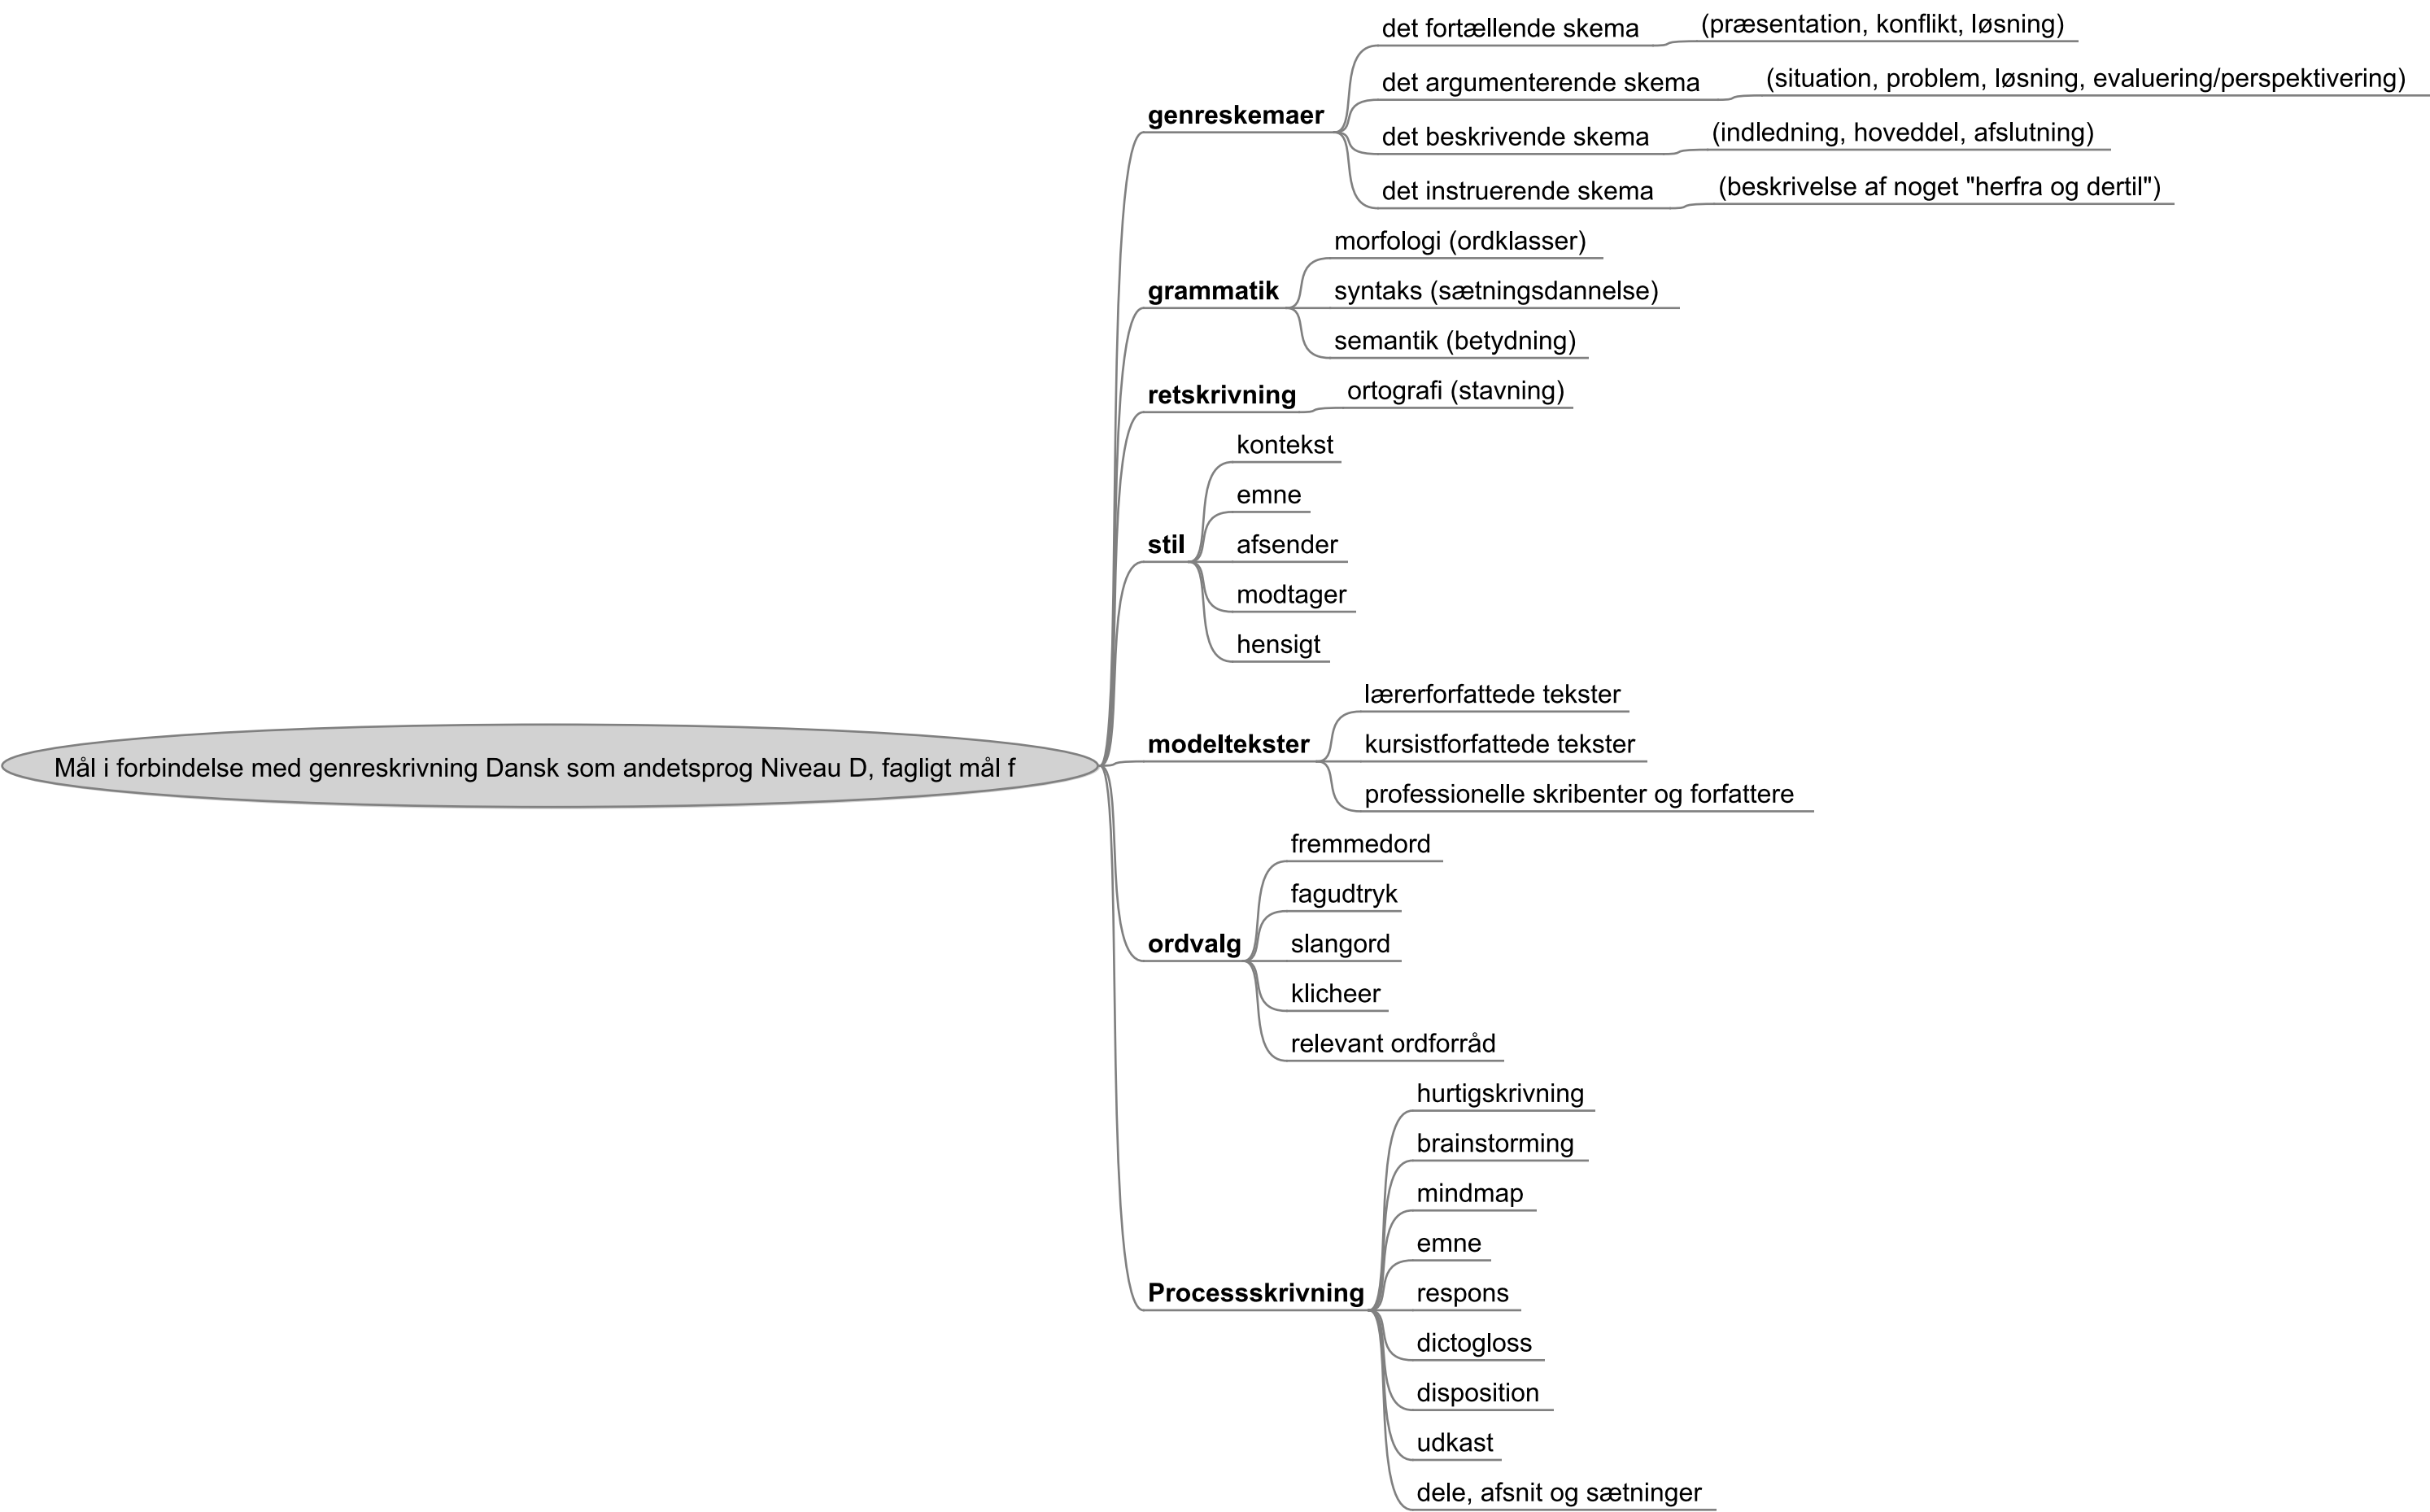 Mål i forbindelse med genreskrivning Dansk som andetsprog Niveau D, fagligt mål f
genreskemaer
det fortællende skema
(præsentation, konflikt, løsning)
det argumenterende skema
(situation, problem, løsning, evaluering/perspektivering)
det beskrivende skema
(indledning, hoveddel, afslutning)
det instruerende skema
(beskrivelse af noget "herfra og dertil")
grammatik
morfologi (ordklasser)
syntaks (sætningsdannelse)
semantik (betydning)
retskrivning
ortografi (stavning)
stil
kontekst
emne
afsender
modtager
hensigt
modeltekster
lærerforfattede tekster
kursistforfattede tekster
professionelle skribenter og forfattere
ordvalg
fremmedord
fagudtryk
slangord
klicheer
relevant ordforråd
Processskrivning
hurtigskrivning
brainstorming
mindmap
emne
respons
dictogloss
disposition
udkast
dele, afsnit og sætninger